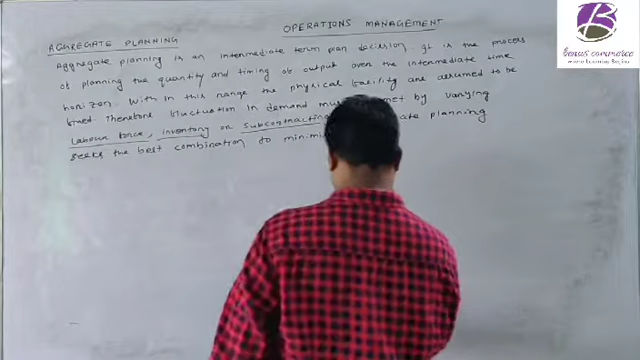 OPERATIONS MANAGEMENT
AGGREGATE PLANNING
Aggregate planning is an intermediate term plan decision. It is the process
of planning the quantity and timing of output over the intermediate time
horizon. With in this range the physical facility are assumed to be
fixed. Therefore fluctuation in demand must met by varying
Labour force, inventory or subcontracting planning
seeks the best combination to
B
benus commerce